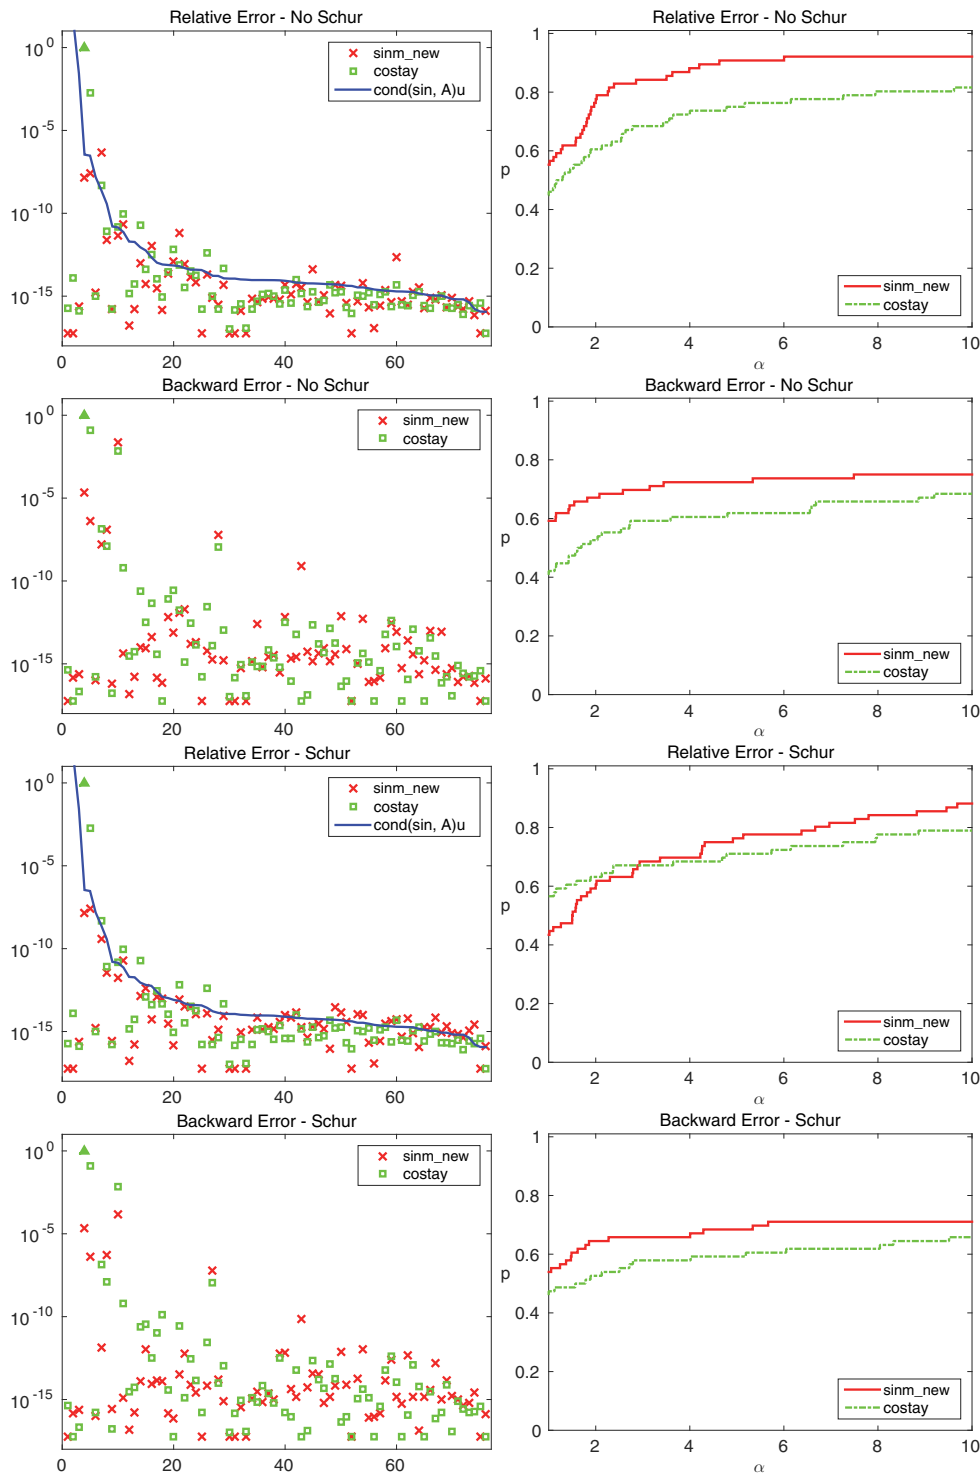 Relative Error - No Schur
10^0
10^-5
10^-10
10^-15
0 20 40 60
sinm_new
costay
cond(sin, A)u
Relative Error - No Schur
1
0.8
p
0.6
0.4
0.2
0
2 4 6 8 10
α
sinm_new
costay
Backward Error - No Schur
10^0
10^-5
10^-10
10^-15
0 20 40 60
sinm_new
costay
Backward Error - No Schur
1
0.8
0.6
p
0.4
0.2
0
2 4 6 8 10
α
sinm_new
costay
Relative Error - Schur
10^0
10^-5
10^-10
10^-15
0 20 40 60
sinm_new
costay
cond(sin, A)u
Relative Error - Schur
1
0.8
0.6
p
0.4
0.2
0
2 4 6 8 10
α
sinm_new
costay
Backward Error - Schur
10^0
10^-5
10^-10
10^-15
0 20 40 60
sinm_new
costay
Backward Error - Schur
1
0.8
0.6
p
0.4
0.2
0
2 4 6 8 10
α
sinm_new
costay